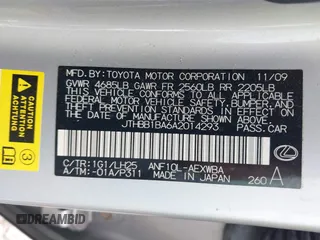 MFD. BY: TOYOTA MOTOR CORPORATION 11/09
GVWR 4685LB GAWR FR 2560LB RR 2205LB
THIS VEHICLE CONFORMS TO ALL APPLICABLE
FEDERAL MOTOR VEHICLE SAFETY, BUMPER, AND
THEFT PREVENTION STANDARDS IN EFFECT ON
THE DATE OF MANUFACTURE SHOWN ABOVE.
JTHBB1BA6A2014293 PASS.CAR
C/TR:1G1/LH25 ANF10L-AEXWBA
A/TM:-01A/P311 MADE IN JAPAN 260 A
DREAMBID